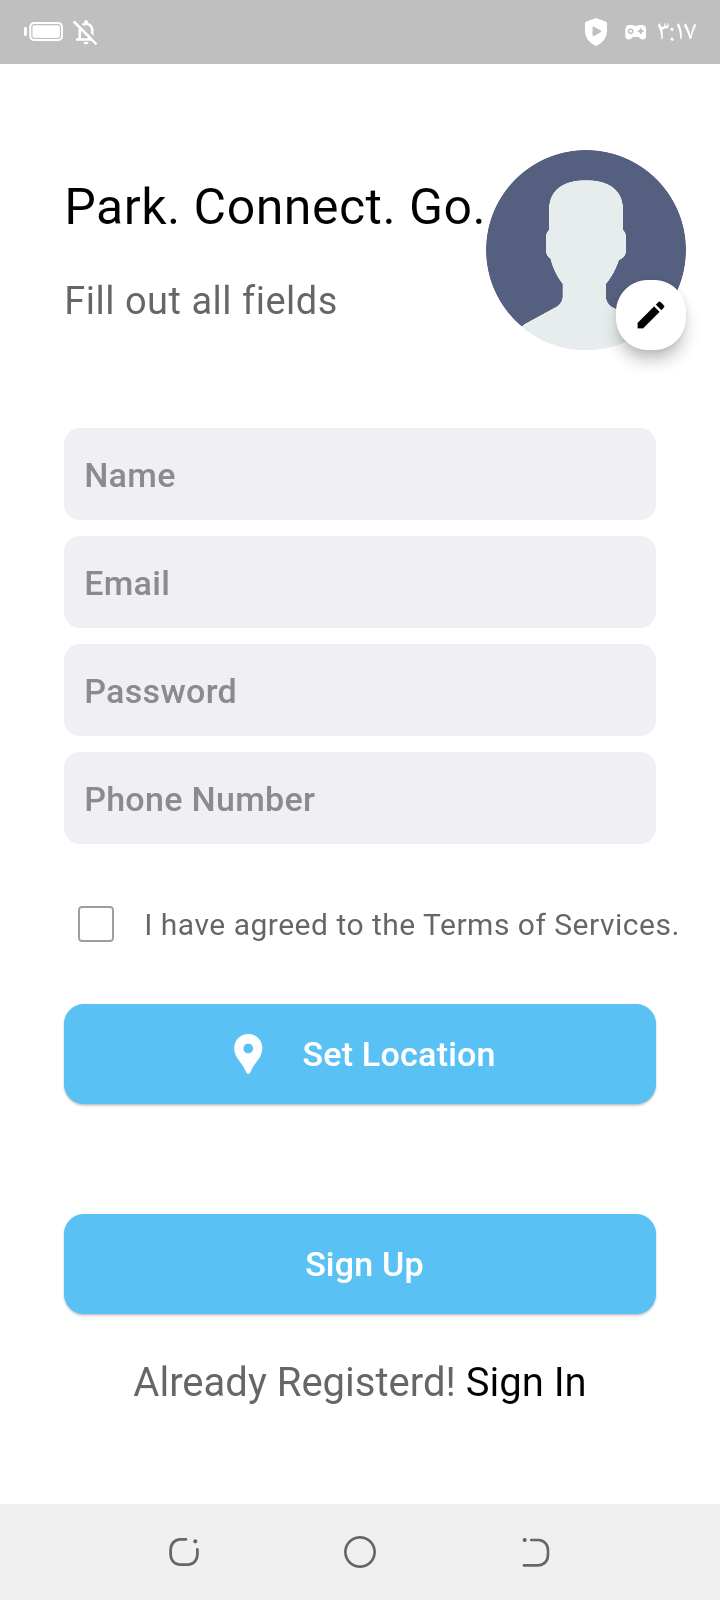 ۳:۱۷
Park. Connect. Go.
Fill out all fields
Name
Email
Password
Phone Number
I have agreed to the Terms of Services.
Set Location
Sign Up
Already Registerd! Sign In